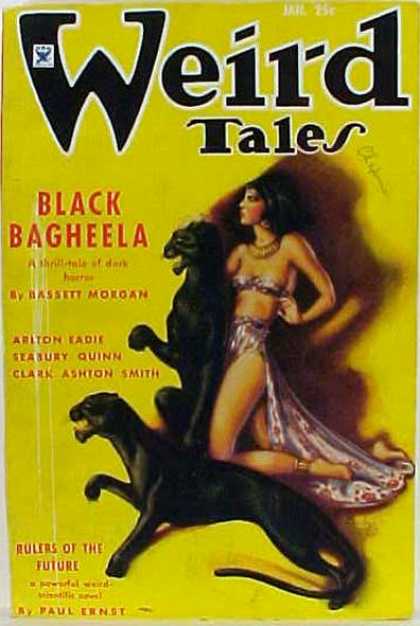 JAN. 25c
Weird
Tales
BLACK
BAGHEELA
A thrill-tale of dark
horror
By BASSETT MORGAN
ARLTON EADIE
SEABURY QUINN
CLARK ASHTON SMITH
RULERS OF THE
FUTURE
a powerful weird-
scientific novel
By PAUL ERNST